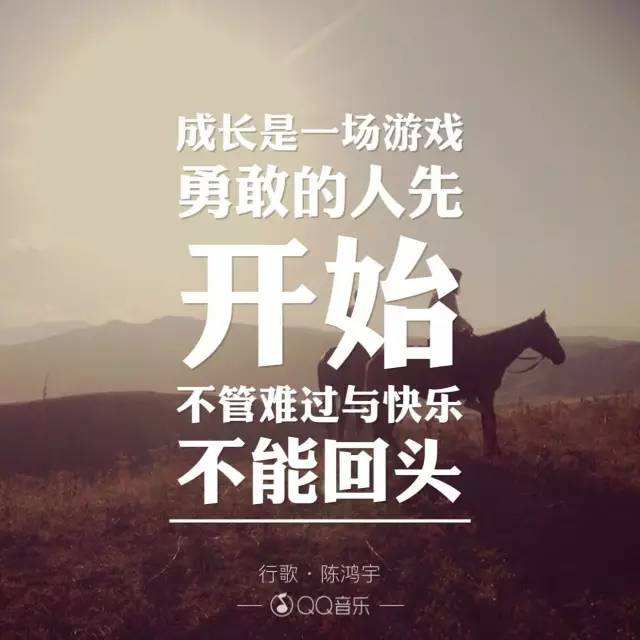 成长是一场游戏
勇敢的人先
开始
不管难过与快乐
不能回头
行歌·陈鸿宇
QQ音乐